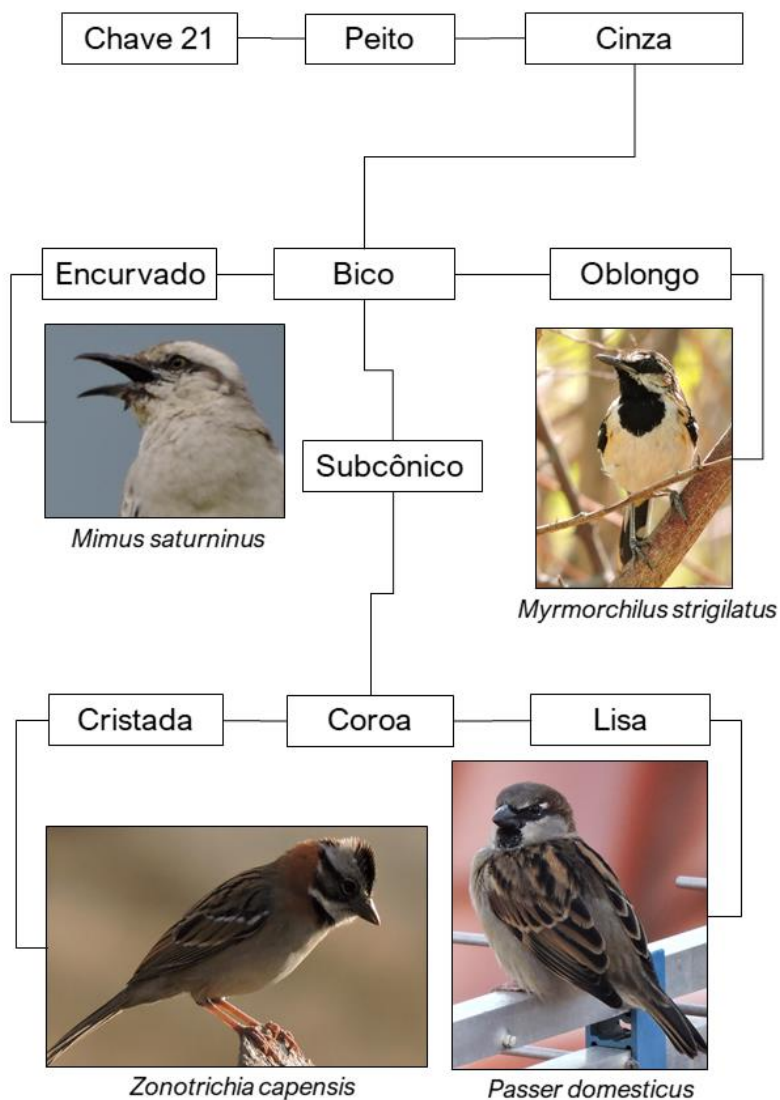 Chave 21
Peito
Cinza
Encurvado
Bico
Oblongo
Mimus saturninus
Subcônico
Myrmorchilus strigilatus
Cristada
Coroa
Lisa
Zonotrichia capensis
Passer domesticus